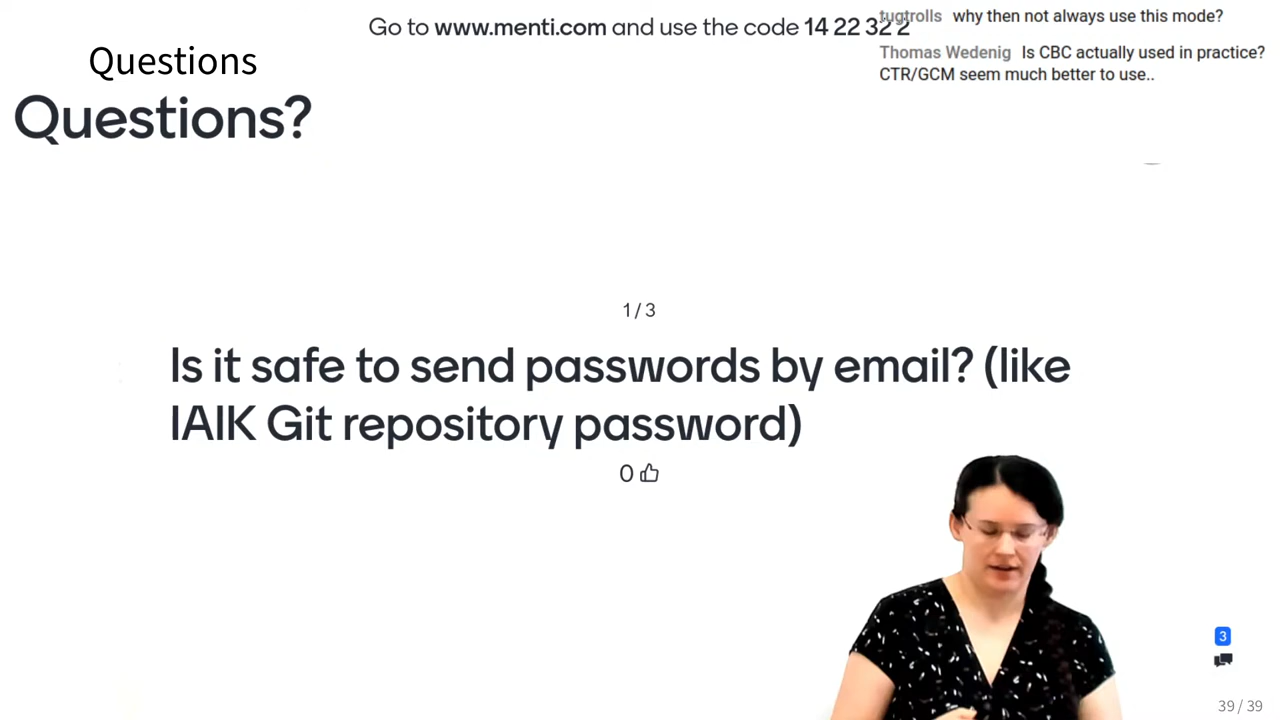 Go to www.menti.com and use the code 14 22 32 2
tugtrolls why then not always use this mode?
Thomas Wedenig Is CBC actually used in practice?
CTR/GCM seem much better to use..
Questions
Questions?
1 / 3
Is it safe to send passwords by email? (like
IAIK Git repository password)
0
3
39 / 39